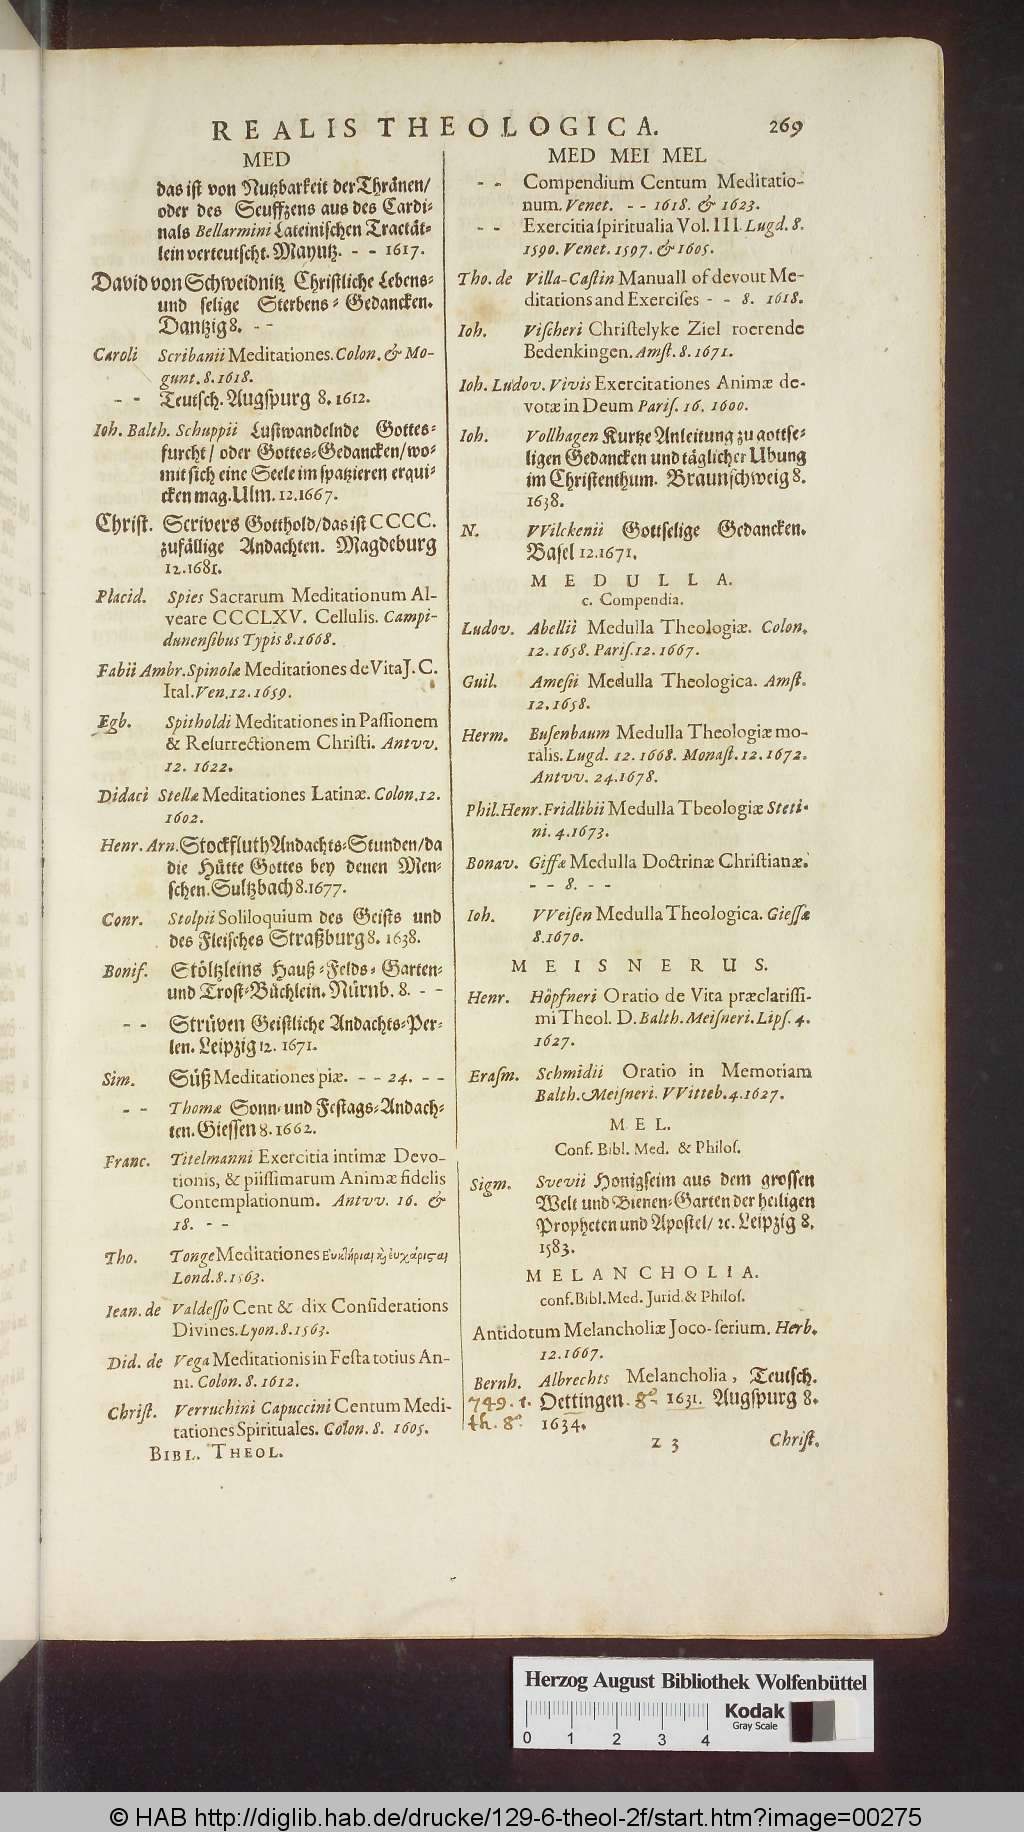 REALIS THEOLOGICA. 269
MED
das ist von Nutzbarkeit der Thränen/
oder des Seuffzens aus des Cardi-
nals Bellarmini Lateinischen Tractät-
lein verteutscht. Mayntz. - - 1617.
David von Schweidnitz Christliche Lebens-
und selige Sterbens-Gedancken.
Dantzig 8. - -
Caroli Scribanii Meditationes. Colon. & Mo-
gunt. 8. 1618.
- - Teutsch. Augspurg 8. 1612.
Ioh. Balth. Schuppii Lustwandelnde Gottes-
furcht/ oder Gottes-Gedancken/ wo-
mit sich eine Seele im spatzieren erqui-
cken mag. Ulm. 12. 1667.
Christ. Scrivers Gotthold/ das ist CCCC.
zufällige Andachten. Magdeburg
12. 1681.
Placid. Spies Sacrarum Meditationum Al-
veare CCCLXV. Cellulis. Campi-
dunensibus Typis 8. 1668.
Fabii Ambr. Spinolæ Meditationes de Vita J. C.
Ital. Ven. 12. 1659.
Egb. Spitholdi Meditationes in Passionem
& Resurrectionem Christi. Antvv.
12. 1622.
Didaci Stellæ Meditationes Latinæ. Colon. 12.
1602.
Henr. Arn. Stockfluth Andachts-Stunden/ da
die Hütte Gottes bey denen Men-
schen. Sultzbach 8. 1677.
Conr. Stolpii Soliloquium des Geists und
des Fleisches Straßburg 8. 1638.
Bonif. Stöltzleins Hauß-Felds-Garten-
und Trost-Büchlein. Nürnb. 8. - -
- - Strüven Geistliche Andachts-Per-
len. Leipzig 12. 1671.
Sim. Süß Meditationes piæ. - - 24. - -
- - Thomæ Sonn- und Festags-Andach-
ten. Giessen 8. 1662.
Franc. Titelmanni Exercitia intimæ Devo-
tionis, & piissimarum Animæ fidelis
Contemplationum. Antvv. 16. &
18. - -
Tho. Tonge Meditationes Ευκλήριαι κ̀ ευχάριςαι
Lond. 8. 1563.
Iean. de Valdesso Cent & dix Considerations
Divines. Lyon. 8. 1563.
Did. de Vega Meditationis in Festa totius An-
ni. Colon. 8. 1612.
Christ. Verruchini Capuccini Centum Medi-
tationes Spirituales. Colon. 8. 1605.
BIBL. THEOL.
MED MEI MEL
- - Compendium Centum Meditatio-
num. Venet. - - 1618. & 1623.
- - Exercitia spiritualia Vol. III. Lugd. 8.
1590. Venet. 1597. & 1605.
Tho. de Villa-Castin Manuall of devout Me-
ditations and Exercises - - 8. 1618.
Ioh. Vischeri Christelyke Ziel roerende
Bedenkingen. Amst. 8. 1671.
Ioh. Ludov. Vivis Exercitationes Animæ de-
votæ in Deum Paris. 16. 1600.
Ioh. Vollhagen Kurtze Anleitung zu gottse-
ligen Gedancken und täglicher Ubung
im Christenthum. Braunschweig 8.
1638.
N. VVilckenii Gottselige Gedancken.
Basel 12. 1671.
MEDULLA.
c. Compendia.
Ludov. Abellii Medulla Theologiæ. Colon.
12. 1658. Paris. 12. 1667.
Guil. Amesii Medulla Theologica. Amst.
12. 1658.
Herm. Busenbaum Medulla Theologiæ mo-
ralis. Lugd. 12. 1668. Monast. 12. 1672.
Antvv. 24. 1678.
Phil. Henr. Fridlibii Medulla Tbeologiæ Steti-
ni. 4. 1673.
Bonav. Giffæ Medulla Doctrinæ Christianæ.
- - 8. - -
Ioh. VVeisen Medulla Theologica. Giessæ
8. 1670.
MEISNERUS.
Henr. Höpfneri Oratio de Vita præclarissi-
mi Theol. D. Balth. Meisneri. Lips. 4.
1627.
Erasm. Schmidii Oratio in Memoriam
Balth. Meisneri. VVitteb. 4. 1627.
MEL.
Conf. Bibl. Med. & Philos.
Sigm. Svevii Honigseim aus dem grossen
Welt und Bienen-Garten der heiligen
Propheten und Apostel/ ꝛc. Leipzig 8.
1583.
MELANCHOLIA.
conf. Bibl. Med. Jurid. & Philos.
Antidotum Melancholiæ Joco-serium. Herb.
12. 1667.
Bernh. Albrechts Melancholia, Teutsch.
749. 1. Oettingen. 8º. 1631. Augspurg 8.
th. 8º. 1634.
Z 3 Christ.
Herzog August Bibliothek Wolfenbüttel
0 1 2 3 4
Kodak
Gray Scale
© HAB http://diglib.hab.de/drucke/129-6-theol-2f/start.htm?image=00275